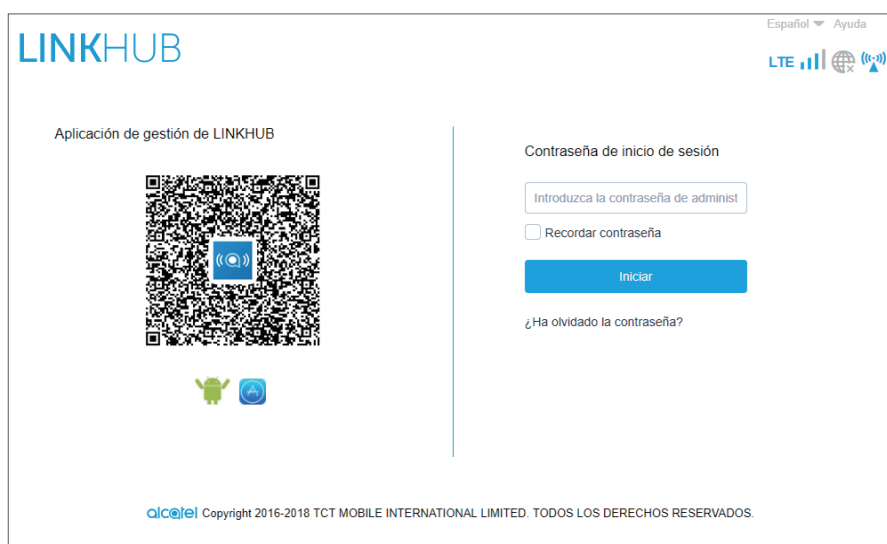 Español Ayuda
LINKHUB
LTE
Aplicación de gestión de LINKHUB
Contraseña de inicio de sesión
Introduzca la contraseña de administ
Recordar contraseña
Iniciar
¿Ha olvidado la contraseña?
alcatel Copyright 2016-2018 TCT MOBILE INTERNATIONAL LIMITED. TODOS LOS DERECHOS RESERVADOS.